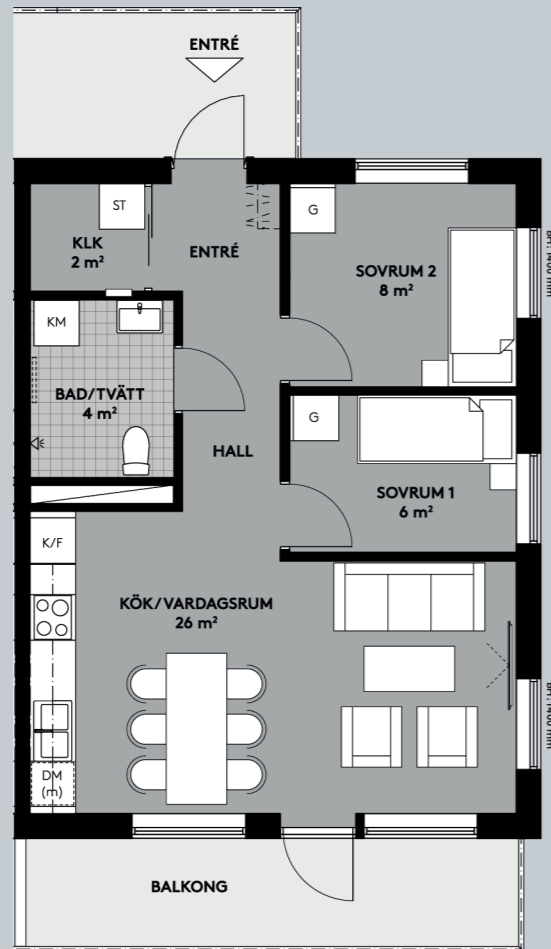 ENTRÉ
ST
KLK
2 m²
ENTRÉ
G
SOVRUM 2
8 m²
KM
BAD/TVÄTT
4 m²
HALL
G
SOVRUM 1
6 m²
K/F
KÖK/VARDAGSRUM
26 m²
DM
(m)
BALKONG